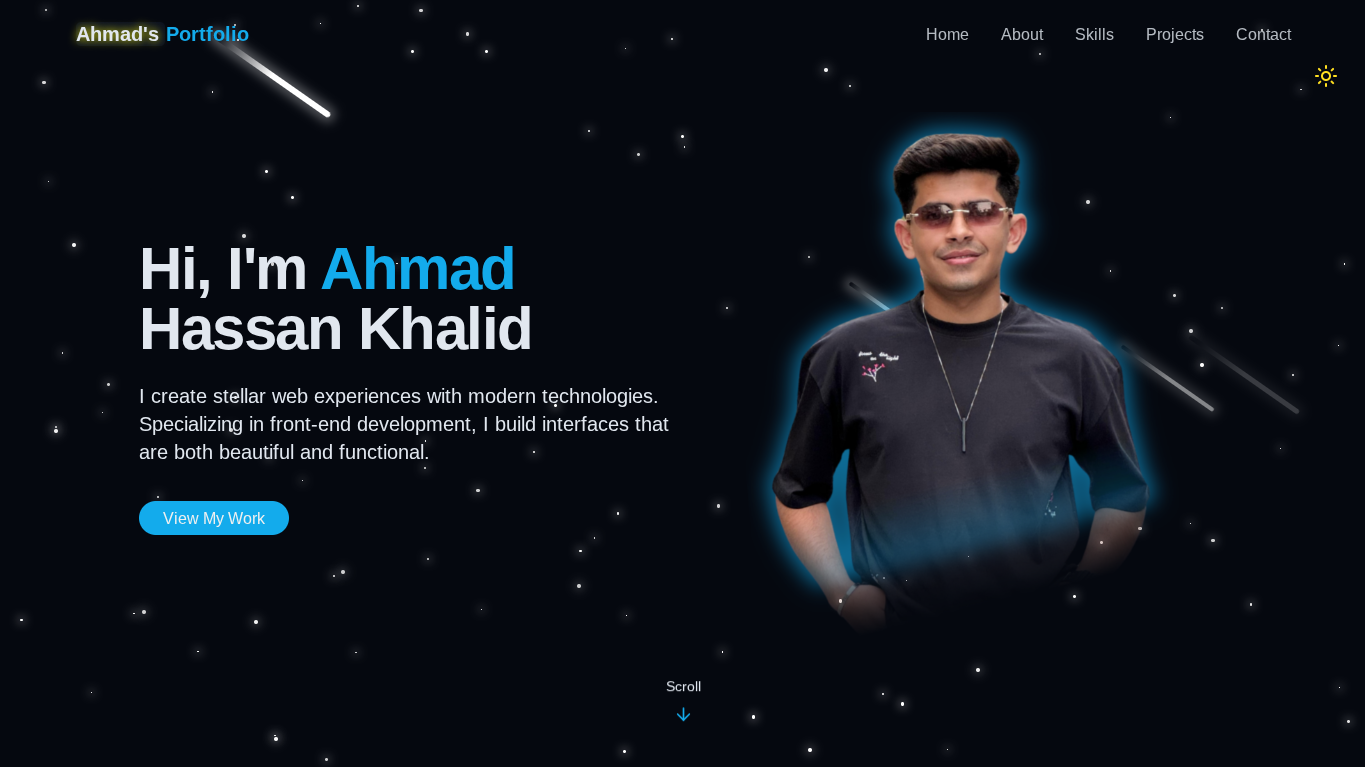 Ahmad's Portfolio
Home About Skills Projects Contact
Hi, I'm Ahmad
Hassan Khalid
I create stellar web experiences with modern technologies.
Specializing in front-end development, I build interfaces that
are both beautiful and functional.
View My Work
Scroll